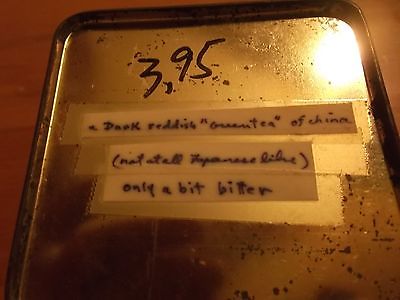 3,95
a Dark reddish "Green tea" of china
(not at all Japanese like)
only a bit bitter